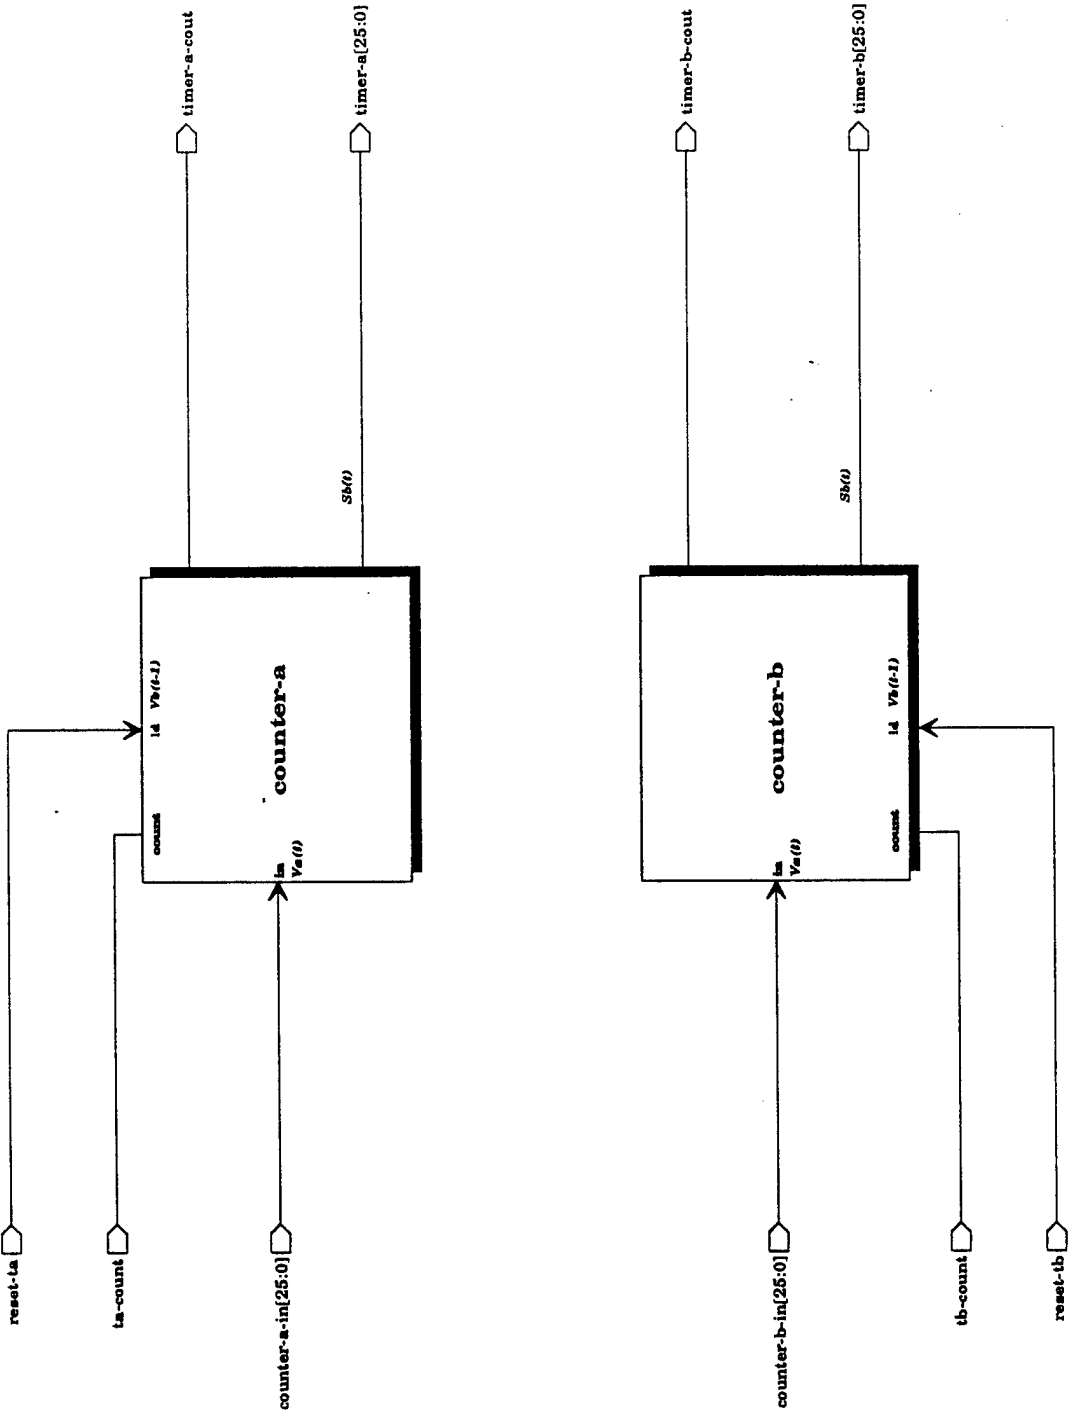 reset-ta
ta-count
counter-a-in[25:0]
count
ld Vb(t-1)
in
Va(t)
counter-a
Sb(t)
timer-a-cout
timer-a[25:0]
counter-b-in[25:0]
tb-count
reset-tb
in
Va(t)
counter-b
count
ld Vb(t-1)
Sb(t)
timer-b-cout
timer-b[25:0]